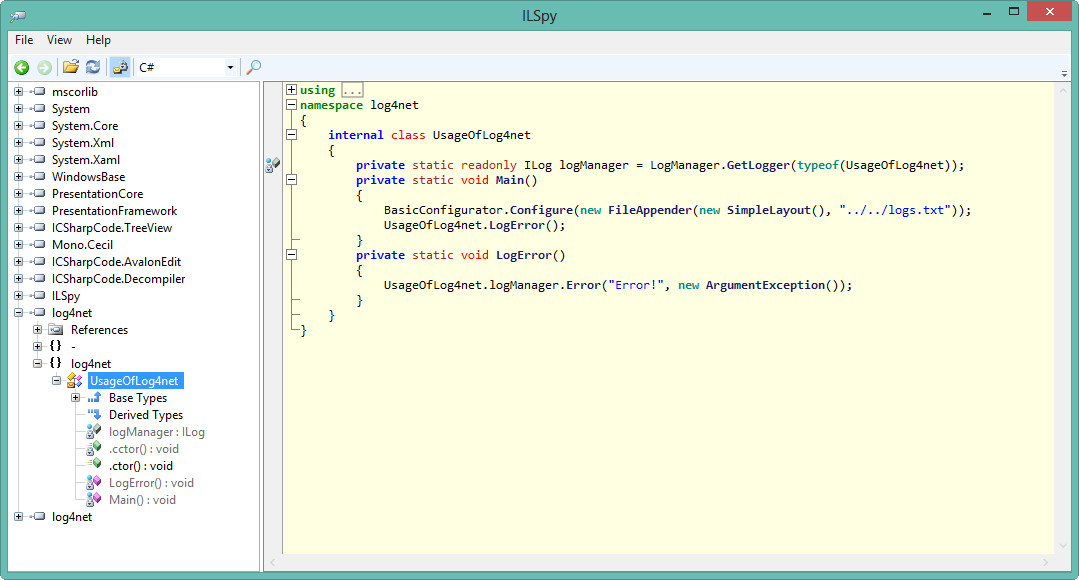 ILSpy
File View Help
C#
mscorlib
System
System.Core
System.Xml
System.Xaml
WindowsBase
PresentationCore
PresentationFramework
ICSharpCode.TreeView
Mono.Cecil
ICSharpCode.AvalonEdit
ICSharpCode.Decompiler
ILSpy
log4net
References
{} -
{} log4net
UsageOfLog4net
Base Types
Derived Types
logManager : ILog
.cctor() : void
.ctor() : void
LogError() : void
Main() : void
log4net
using ...
namespace log4net
{
internal class UsageOfLog4net
{
private static readonly ILog logManager = LogManager.GetLogger(typeof(UsageOfLog4net));
private static void Main()
{
BasicConfigurator.Configure(new FileAppender(new SimpleLayout(), "../../logs.txt"));
UsageOfLog4net.LogError();
}
private static void LogError()
{
UsageOfLog4net.logManager.Error("Error!", new ArgumentException());
}
}
}